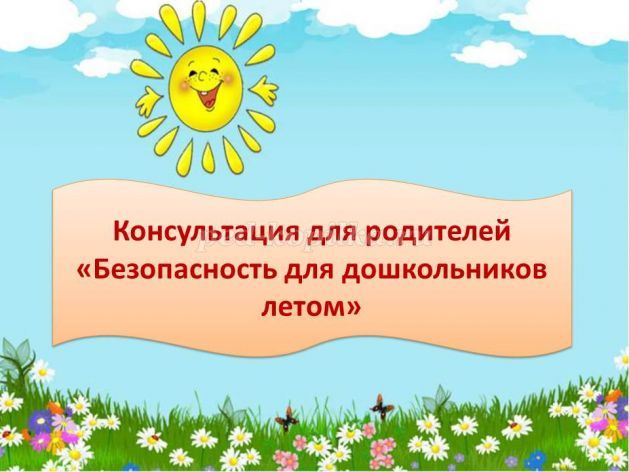 Консультация для родителей
«Безопасность для дошкольников
летом»